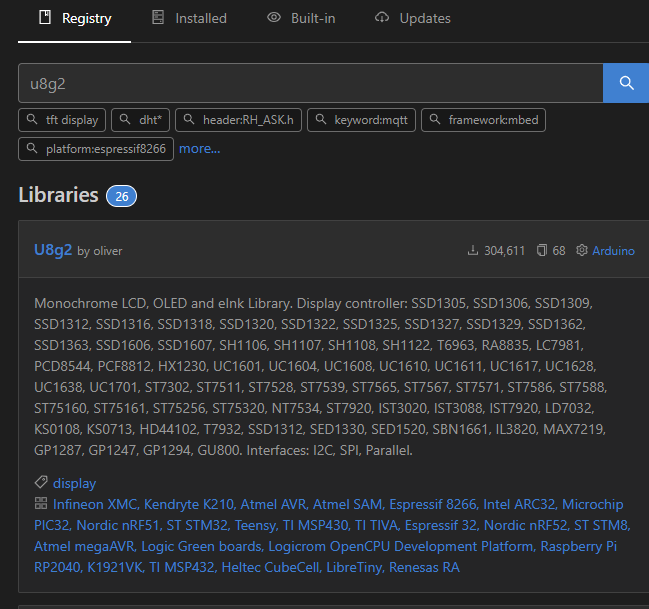 Registry Installed Built-in Updates
u8g2
tft display dht* header:RH_ASK.h keyword:mqtt framework:mbed
platform:espressif8266 more...
Libraries 26
U8g2 by oliver 304,611 68 Arduino
Monochrome LCD, OLED and eInk Library. Display controller: SSD1305, SSD1306, SSD1309,
SSD1312, SSD1316, SSD1318, SSD1320, SSD1322, SSD1325, SSD1327, SSD1329, SSD1362,
SSD1363, SSD1606, SSD1607, SH1106, SH1107, SH1108, SH1122, T6963, RA8835, LC7981,
PCD8544, PCF8812, HX1230, UC1601, UC1604, UC1608, UC1610, UC1611, UC1617, UC1628,
UC1638, UC1701, ST7302, ST7511, ST7528, ST7539, ST7565, ST7567, ST7571, ST7586, ST7588,
ST75160, ST75161, ST75256, ST75320, NT7534, ST7920, IST3020, IST3088, IST7920, LD7032,
KS0108, KS0713, HD44102, T7932, SSD1312, SED1330, SED1520, SBN1661, IL3820, MAX7219,
GP1287, GP1247, GP1294, GU800. Interfaces: I2C, SPI, Parallel.
display
Infineon XMC, Kendryte K210, Atmel AVR, Atmel SAM, Espressif 8266, Intel ARC32, Microchip
PIC32, Nordic nRF51, ST STM32, Teensy, TI MSP430, TI TIVA, Espressif 32, Nordic nRF52, ST STM8,
Atmel megaAVR, Logic Green boards, Logicrom OpenCPU Development Platform, Raspberry Pi
RP2040, K1921VK, TI MSP432, Heltec CubeCell, LibreTiny, Renesas RA